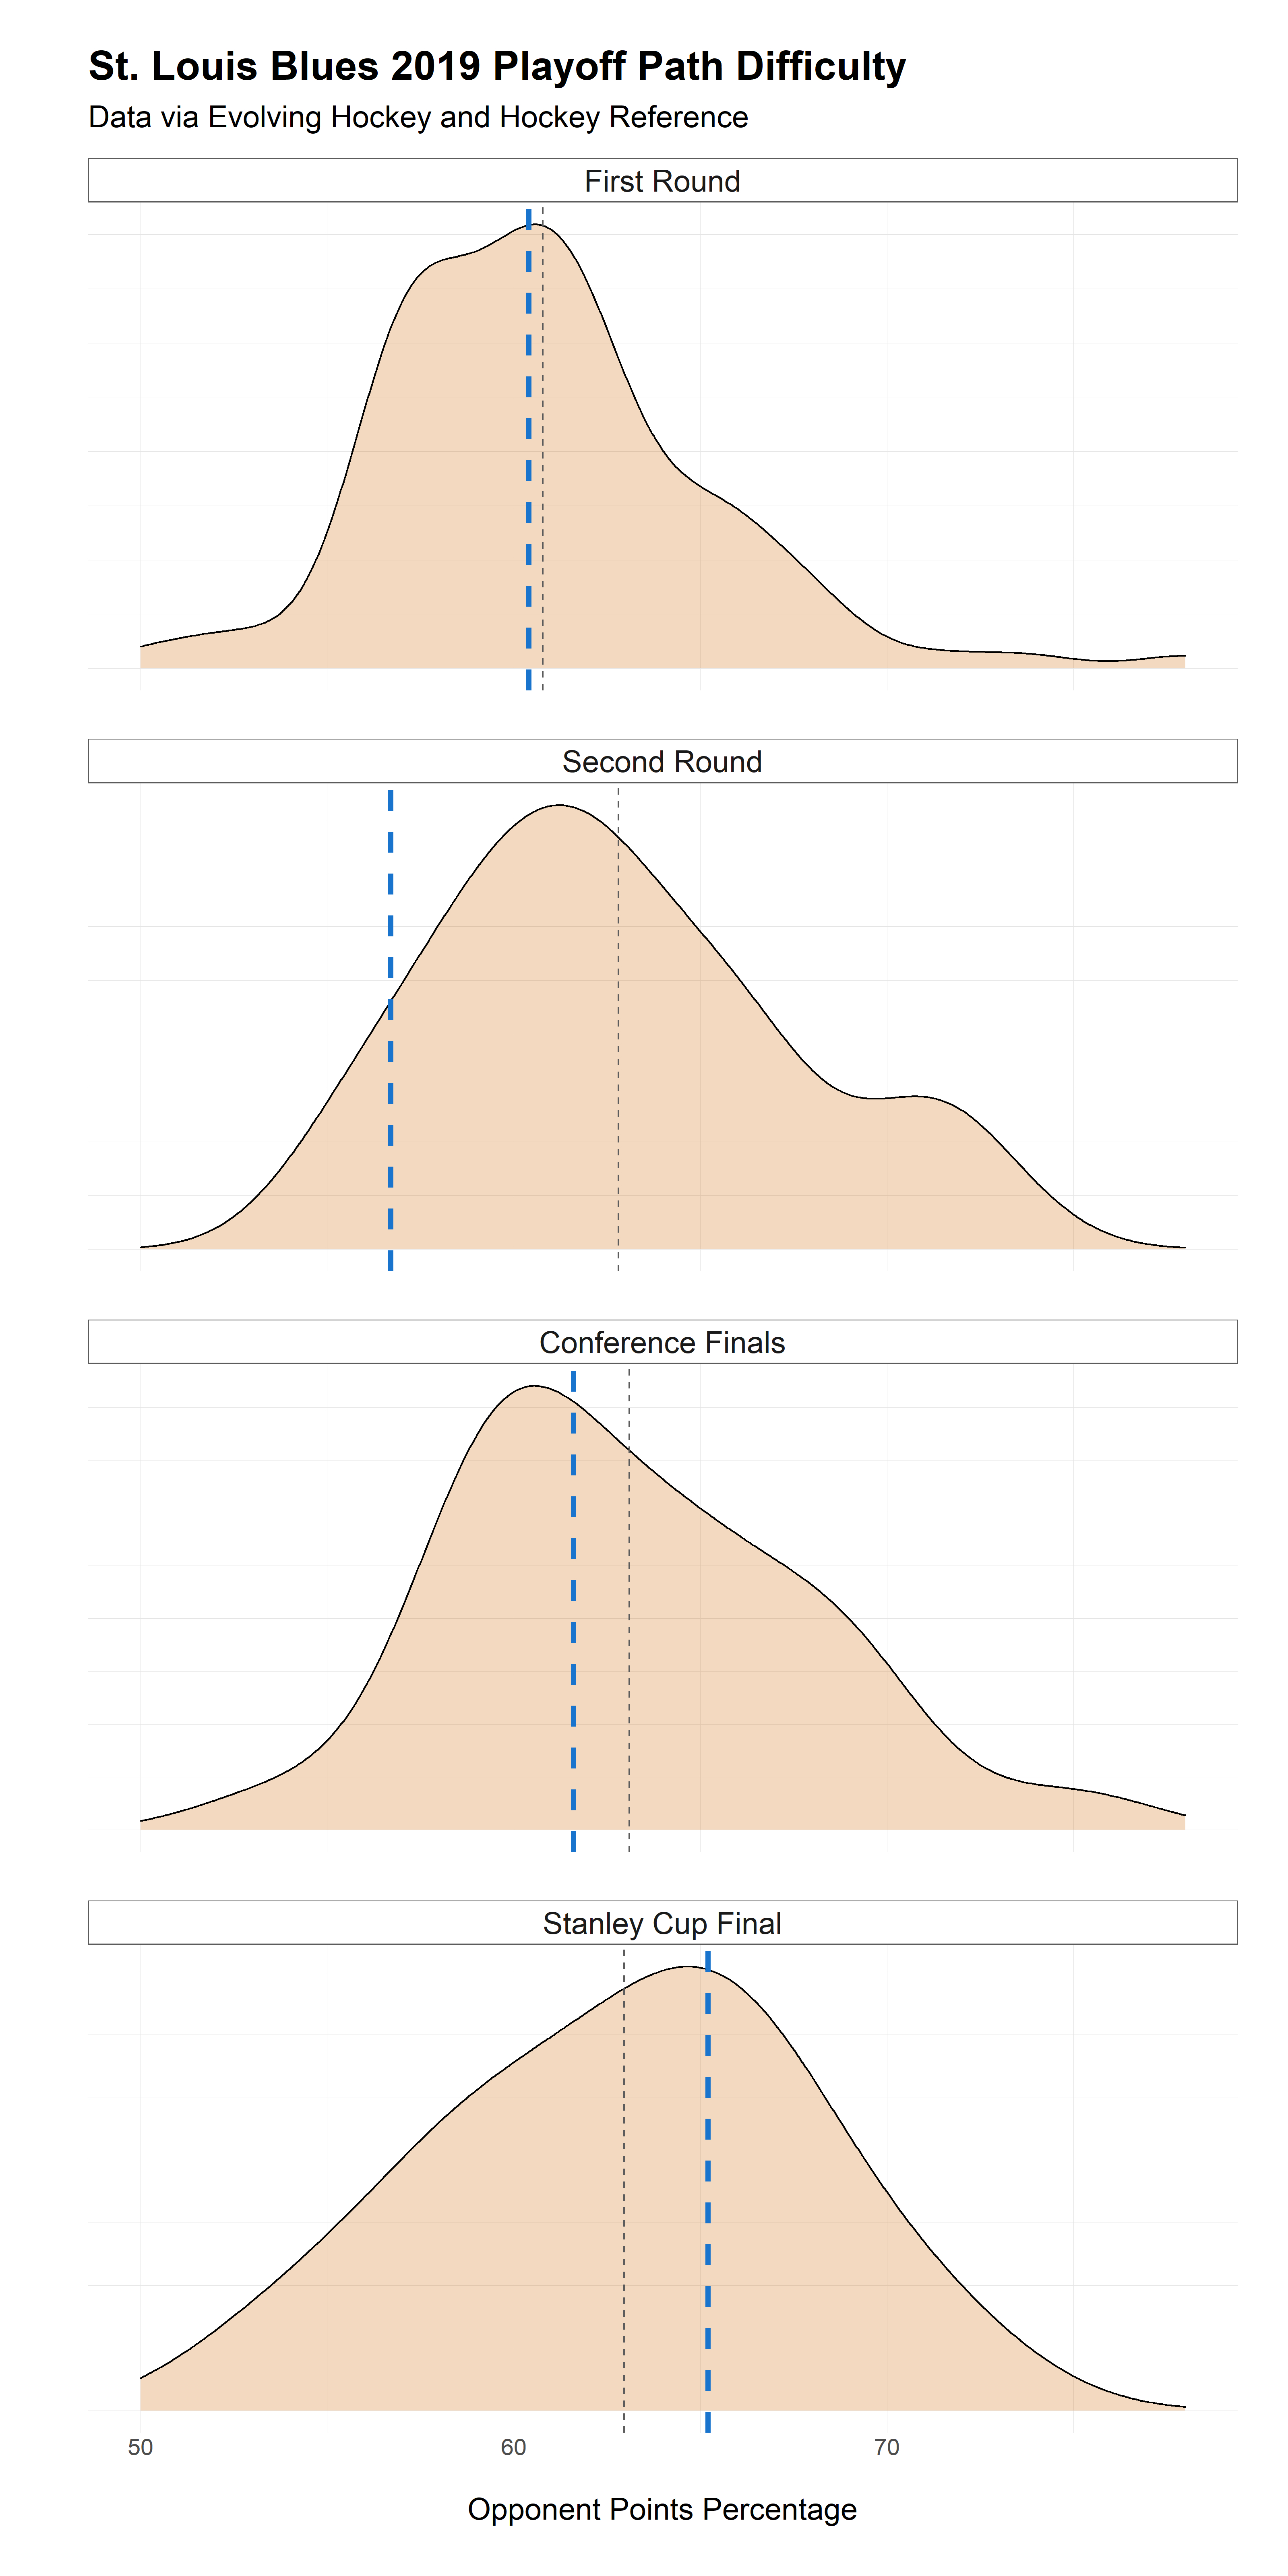 St. Louis Blues 2019 Playoff Path Difficulty
Data via Evolving Hockey and Hockey Reference
First Round
Second Round
Conference Finals
Stanley Cup Final
50 60 70
Opponent Points Percentage